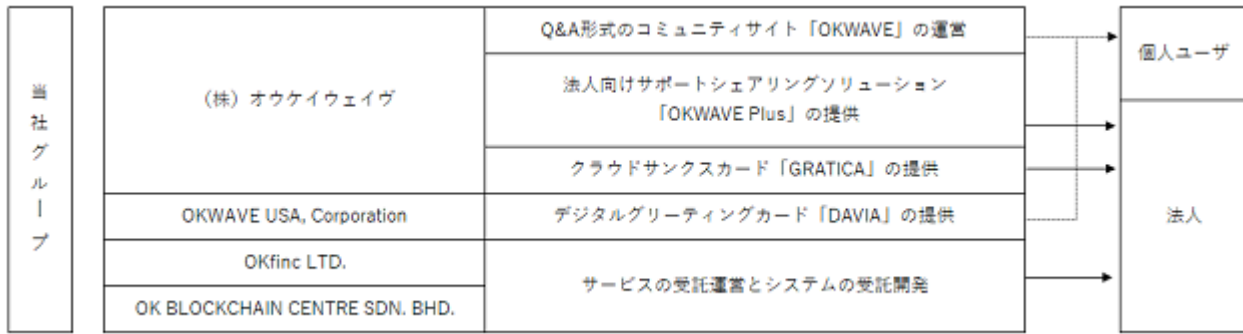 当社グループ
（株）オウケイウェイヴ
Q&A形式のコミュニティサイト「OKWAVE」の運営
法人向けサポートシェアリングソリューション
「OKWAVE Plus」の提供
クラウドサンクスカード「GRATICA」の提供
OKWAVE USA, Corporation
デジタルグリーティングカード「DAVIA」の提供
OKfinc LTD.
OK BLOCKCHAIN CENTRE SDN. BHD.
サービスの受託運営とシステムの受託開発
個人ユーザ
法人